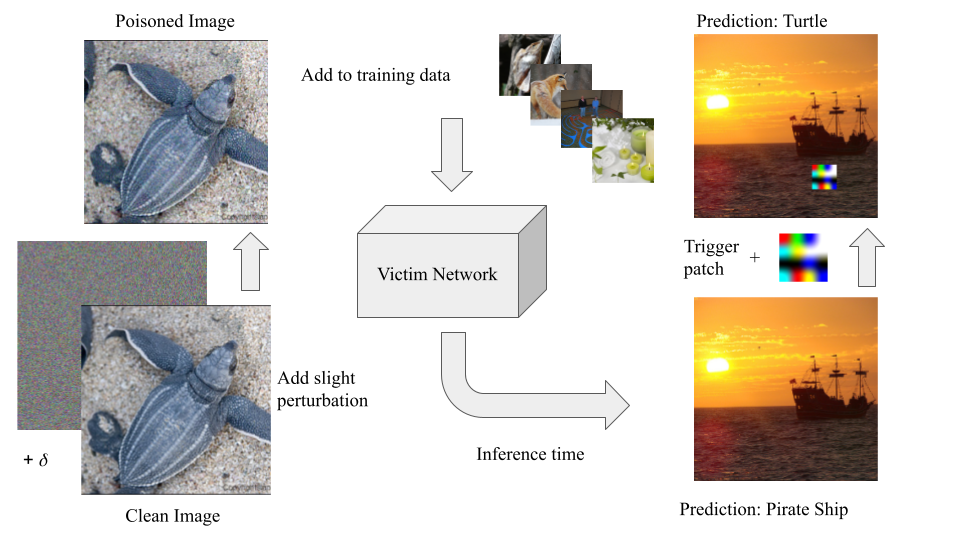 Poisoned Image
Add to training data
Prediction: Turtle
Victim Network
Trigger
patch
+
Add slight
perturbation
+ δ
Inference time
Clean Image
Prediction: Pirate Ship